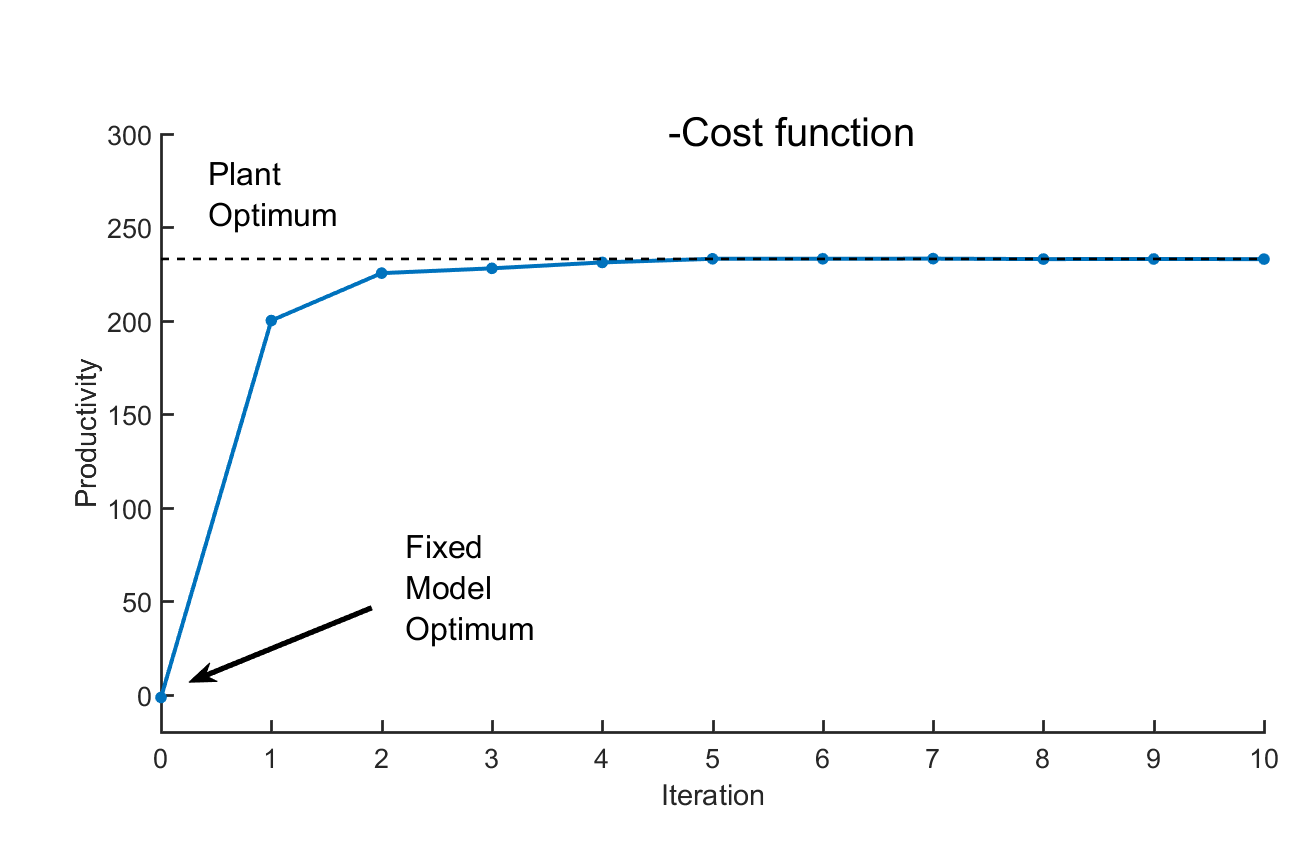 -Cost function
300
Plant
Optimum
250
200
150
100
50
0
Productivity
Fixed
Model
Optimum
0 1 2 3 4 5 6 7 8 9 10
Iteration